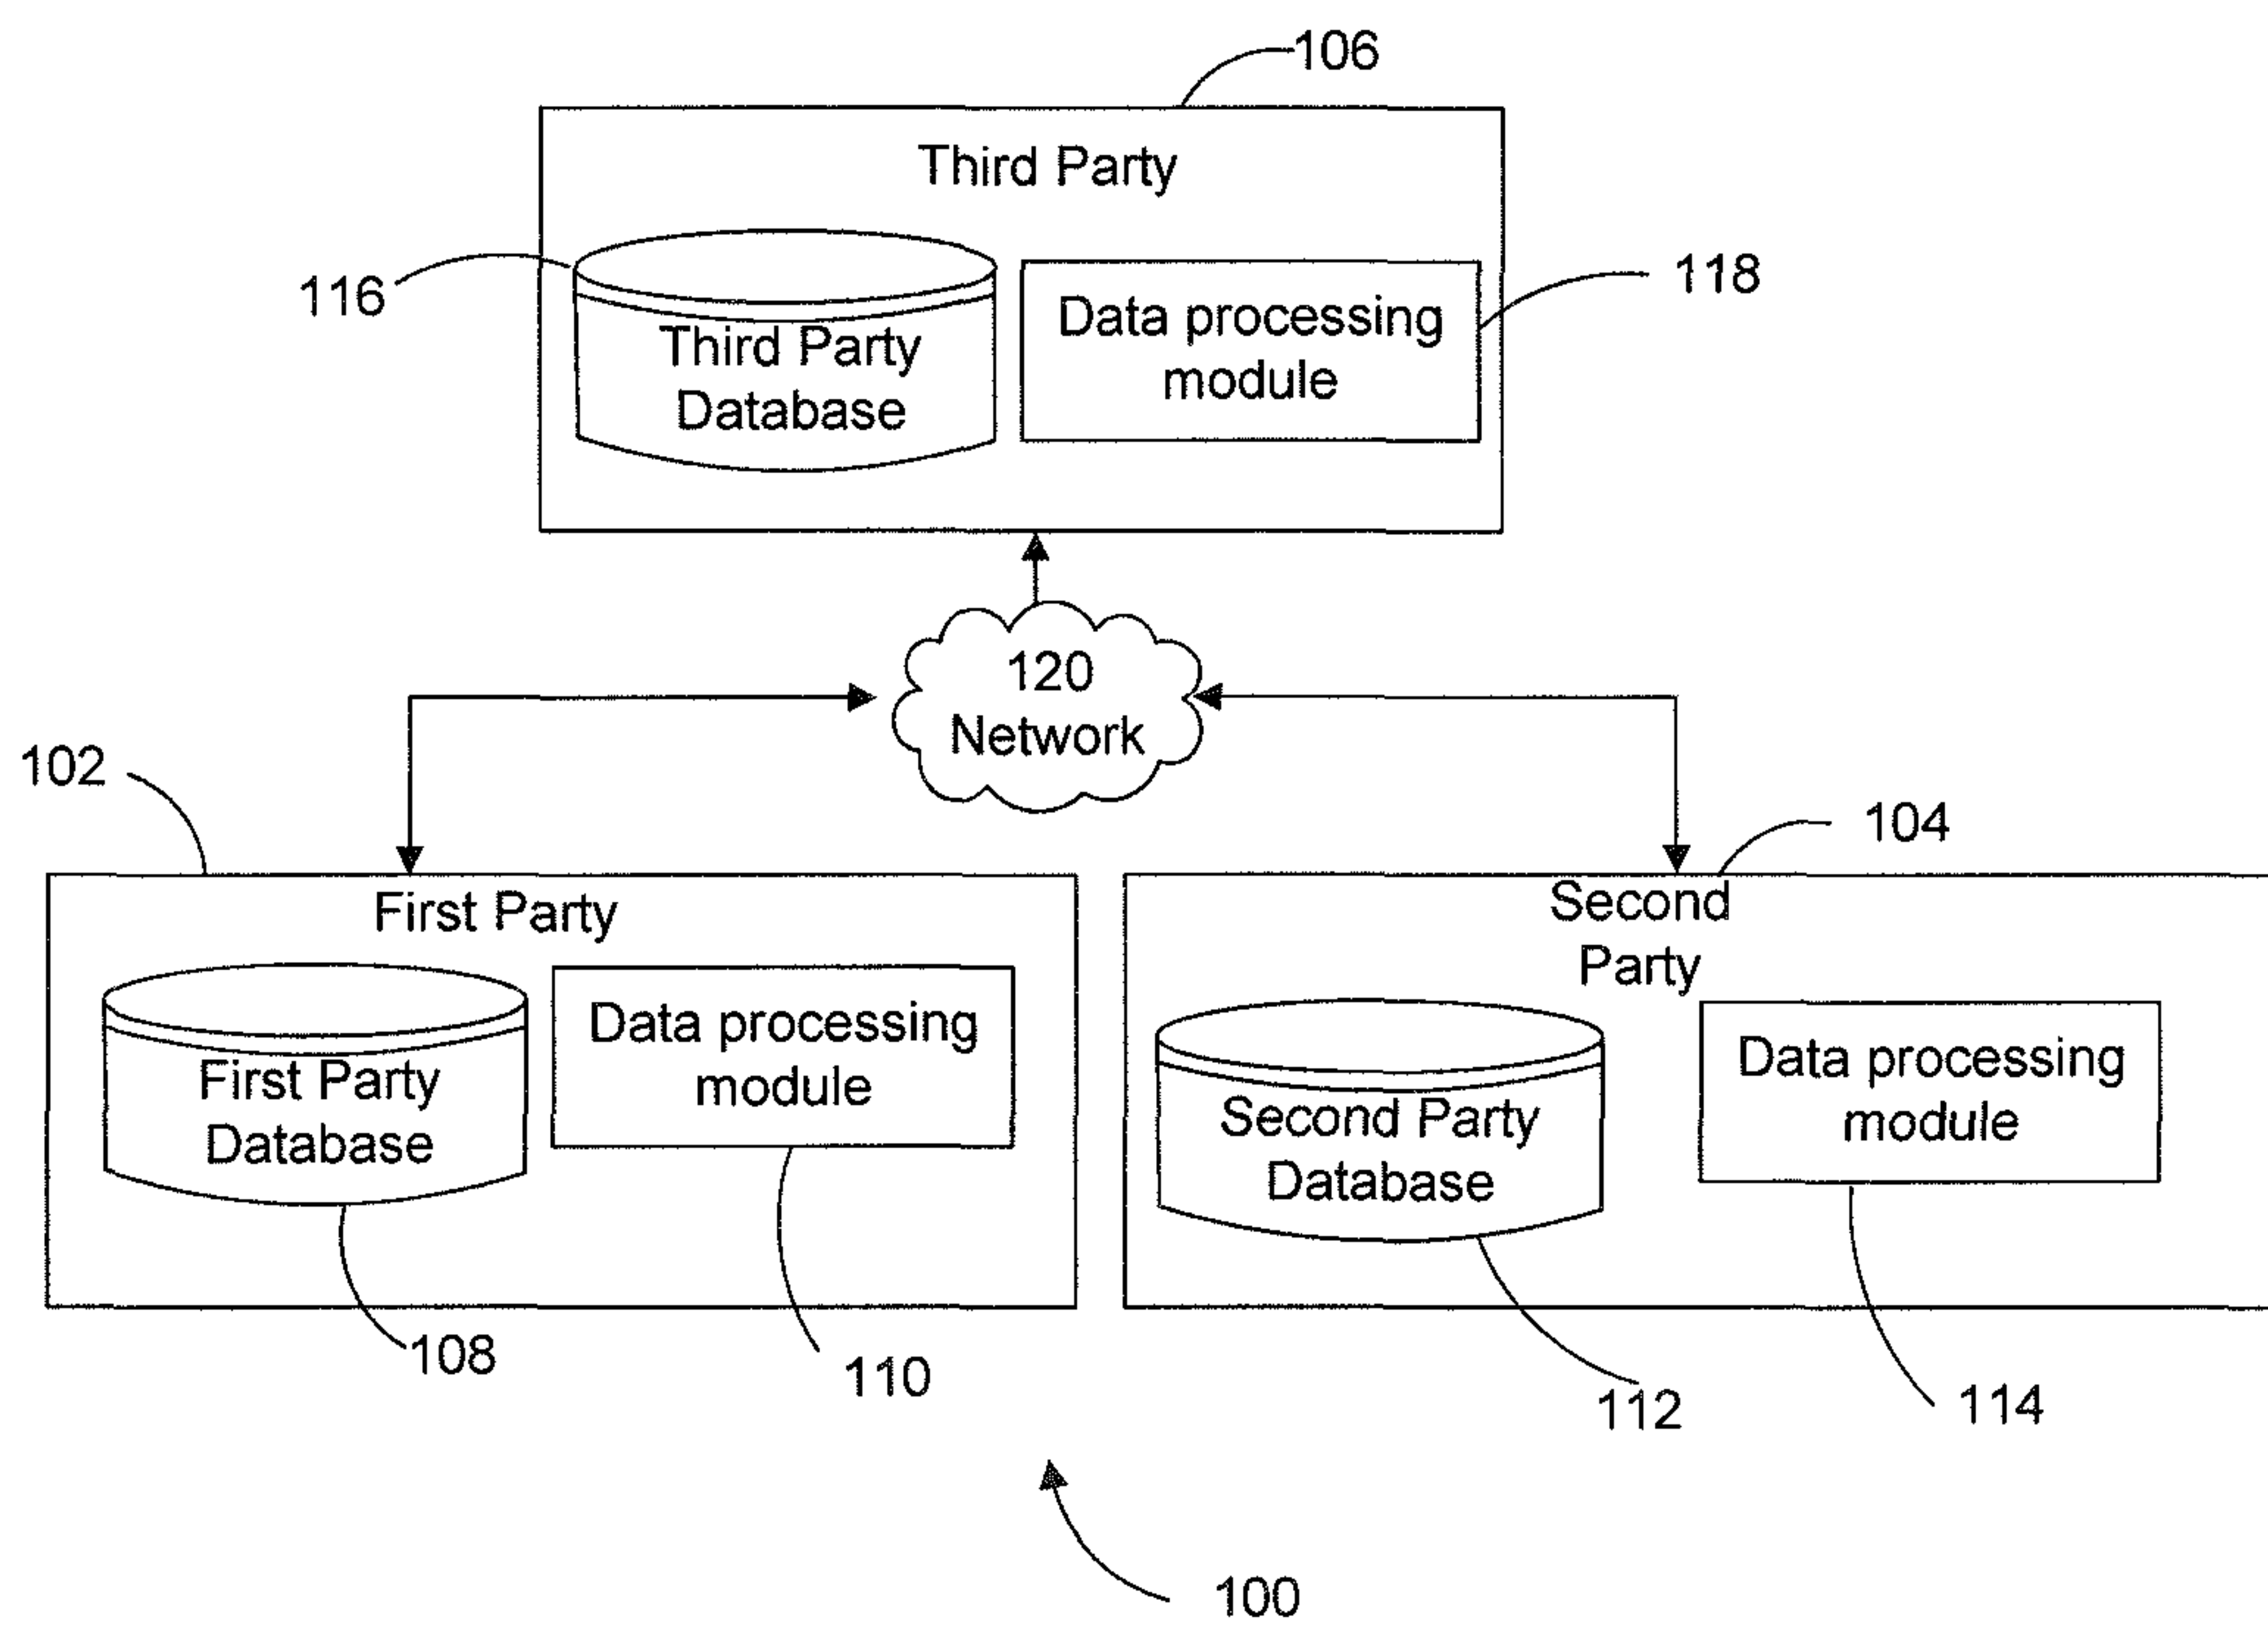 106
Third Party
116
Third Party
Database
Data processing
module
118
120
Network
102
104
First Party
First Party
Database
Data processing
module
108
110
Second
Party
Second Party
Database
Data processing
module
112
114
100